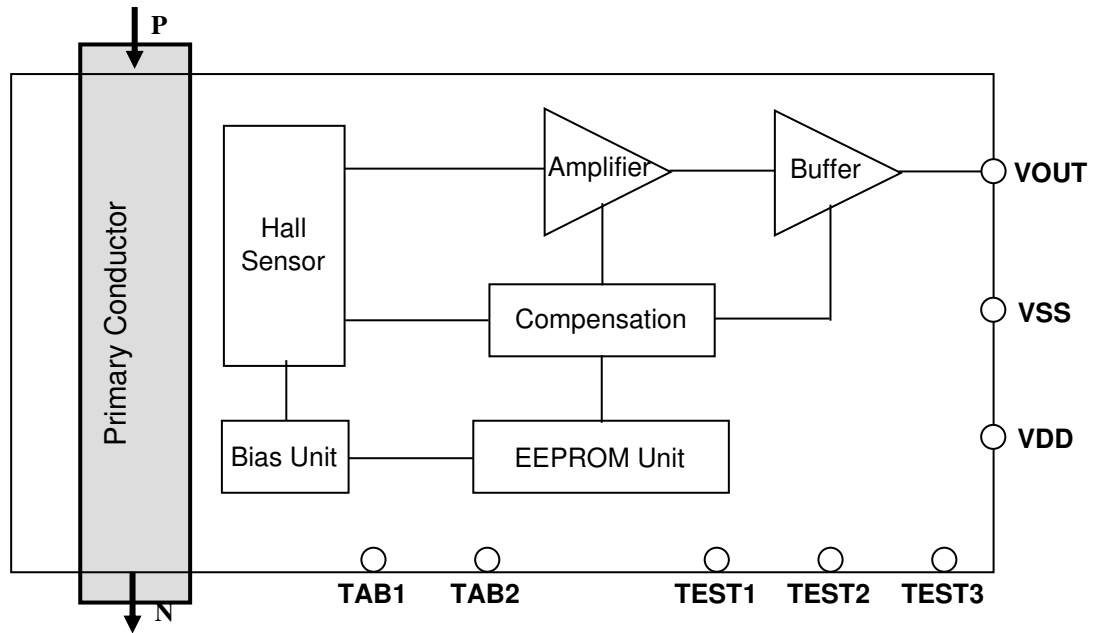 P
Primary Conductor
Hall
Sensor
Amplifier
Buffer
VOUT
Compensation
VSS
Bias Unit
EEPROM Unit
VDD
TAB1
TAB2
TEST1
TEST2
TEST3
N